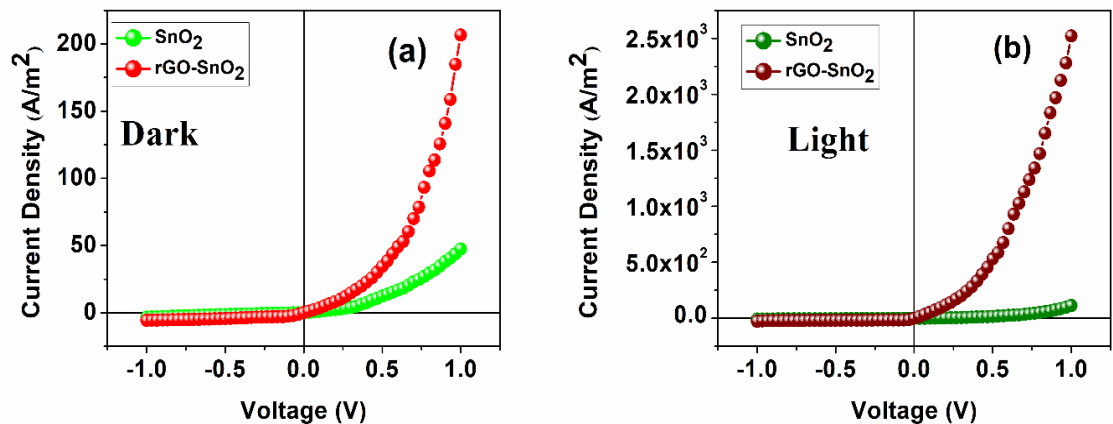 SnO₂
rGO-SnO₂
(a)
Dark
200
150
100
50
0
-1.0 -0.5 0.0 0.5 1.0
Voltage (V)
Current Density (A/m²)
SnO₂
rGO-SnO₂
(b)
Light
2.5x10³
2.0x10³
1.5x10³
1.0x10³
5.0x10²
0.0
-1.0 -0.5 0.0 0.5 1.0
Voltage (V)
Current Density (A/m²)